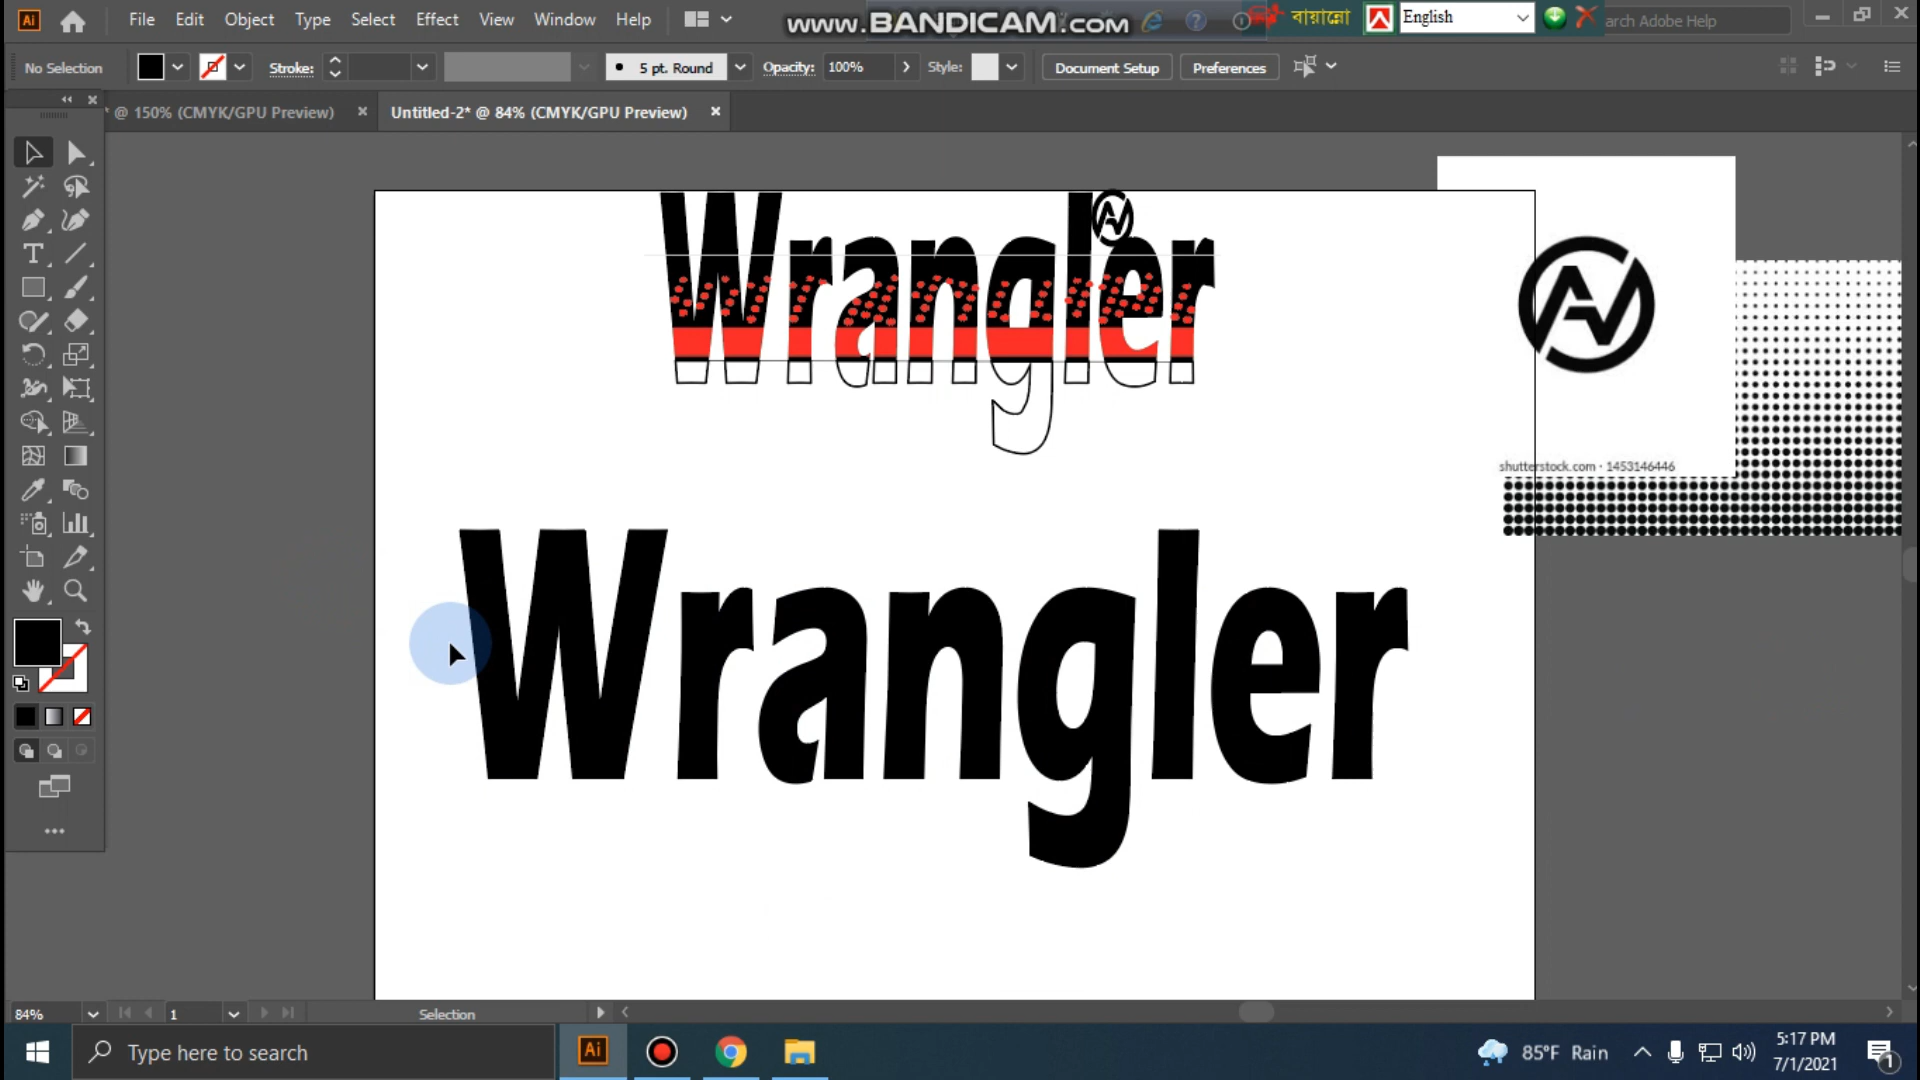 Ai File Edit Object Type Select Effect View Window Help
www.BANDICAM.com
বায়ান্নো English
arch Adobe Help
No Selection Stroke: 5 pt. Round Opacity: 100% Style: Document Setup Preferences
* @ 150% (CMYK/GPU Preview)
Untitled-2* @ 84% (CMYK/GPU Preview)
Wrangler
shutterstock.com · 1453146446
Wrangler
84% 1 Selection
Type here to search
Ai
85°F Rain
5:17 PM
7/1/2021
1